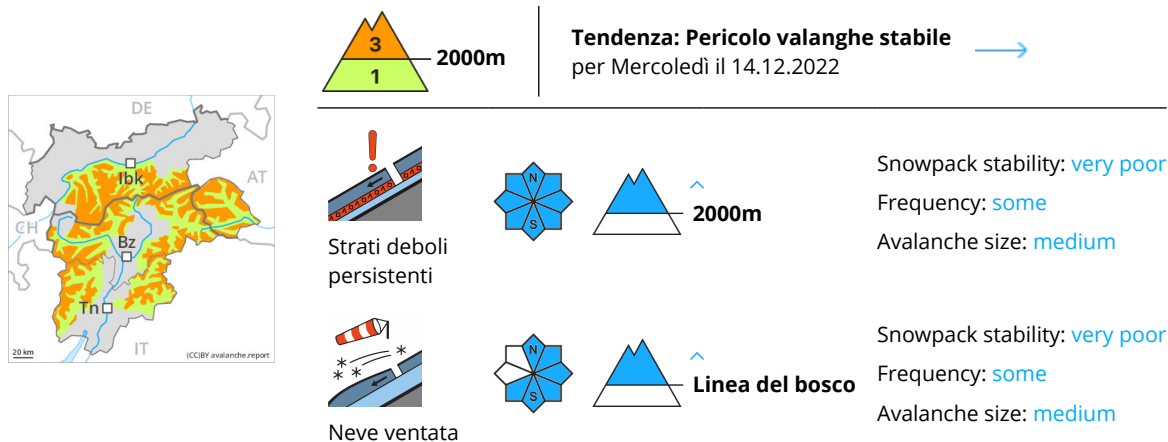 3
1
2000m
Tendenza: Pericolo valanghe stabile
per Mercoledì il 14.12.2022
DE
AT
CH
IT
Ibk
Bz
Tn
20 km
(CC)BY avalanche.report
Strati deboli
persistenti
N
S
2000m
Snowpack stability: very poor
Frequency: some
Avalanche size: medium
Neve ventata
N
S
Linea del bosco
Snowpack stability: very poor
Frequency: some
Avalanche size: medium